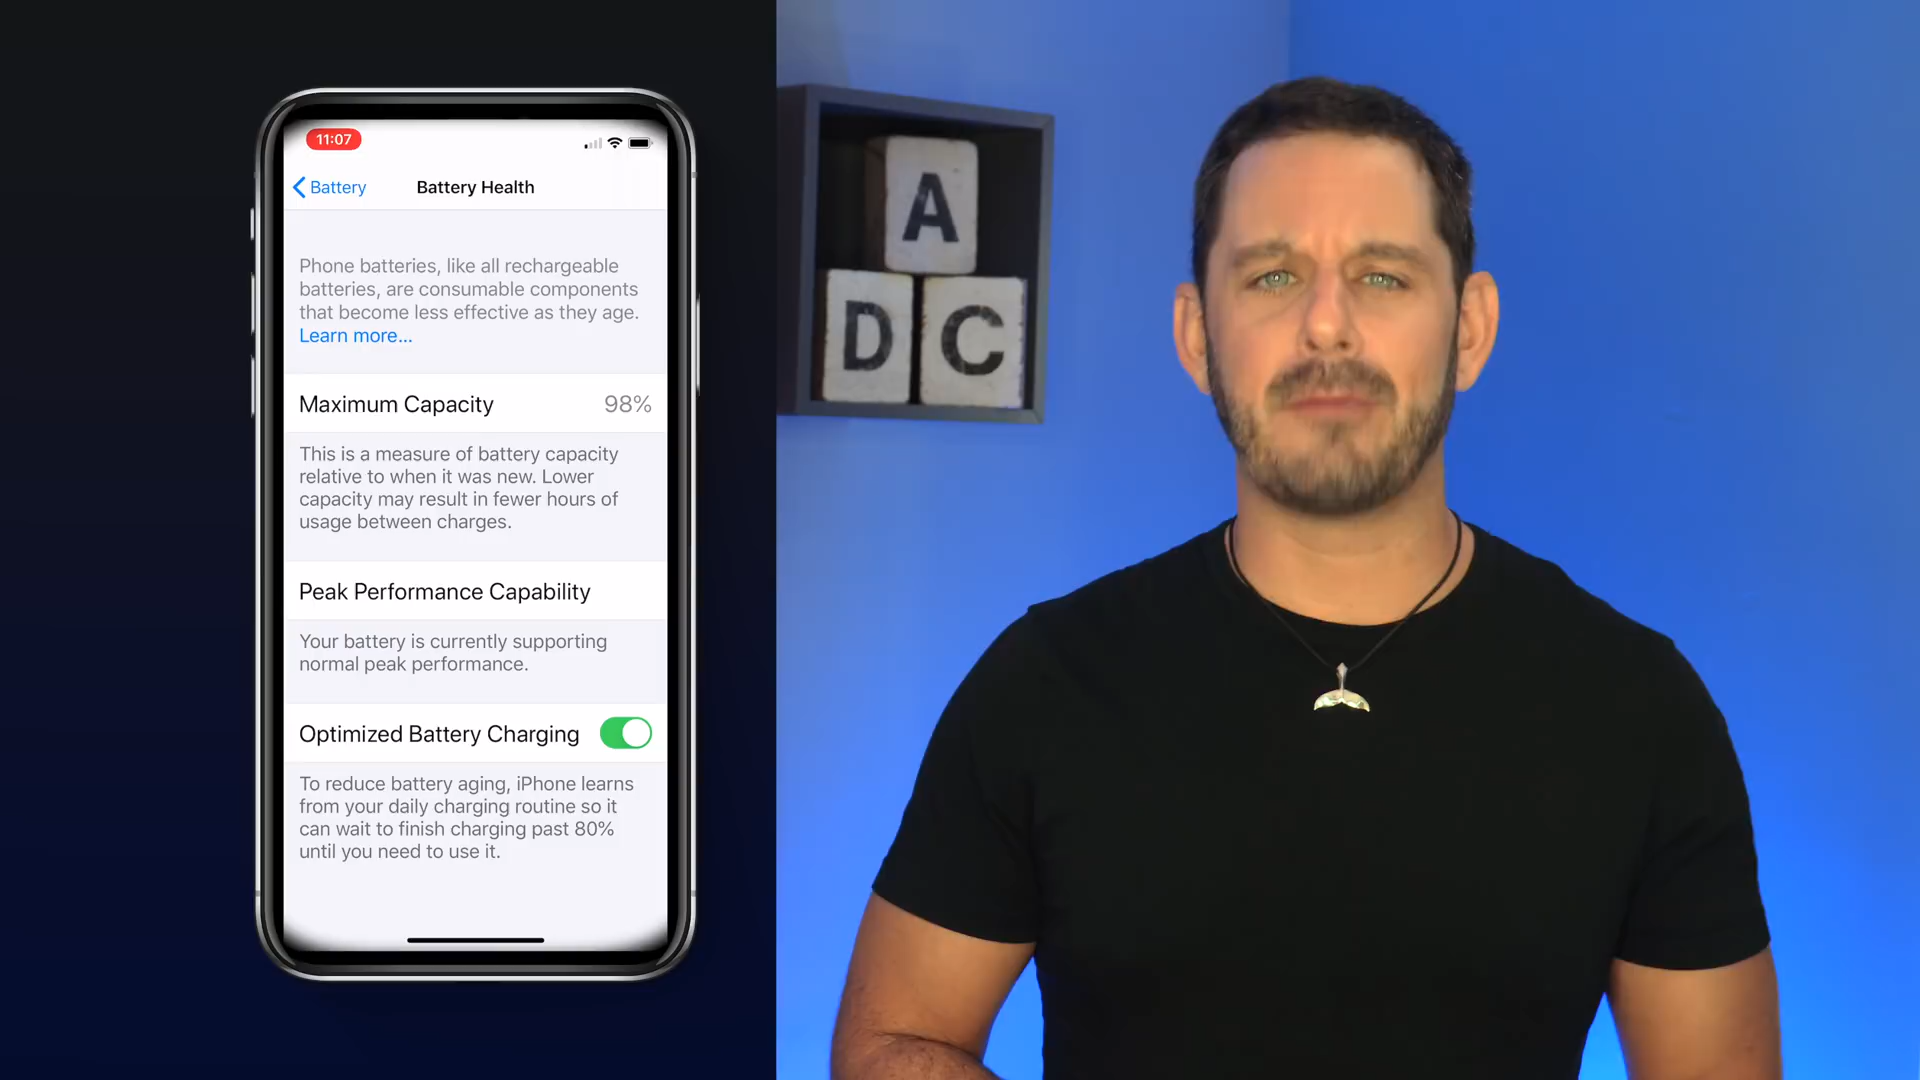 11:07
Battery
Battery Health
Phone batteries, like all rechargeable
batteries, are consumable components
that become less effective as they age.
Learn more...
Maximum Capacity 98%
This is a measure of battery capacity
relative to when it was new. Lower
capacity may result in fewer hours of
usage between charges.
Peak Performance Capability
Your battery is currently supporting
normal peak performance.
Optimized Battery Charging
To reduce battery aging, iPhone learns
from your daily charging routine so it
can wait to finish charging past 80%
until you need to use it.
A
D C